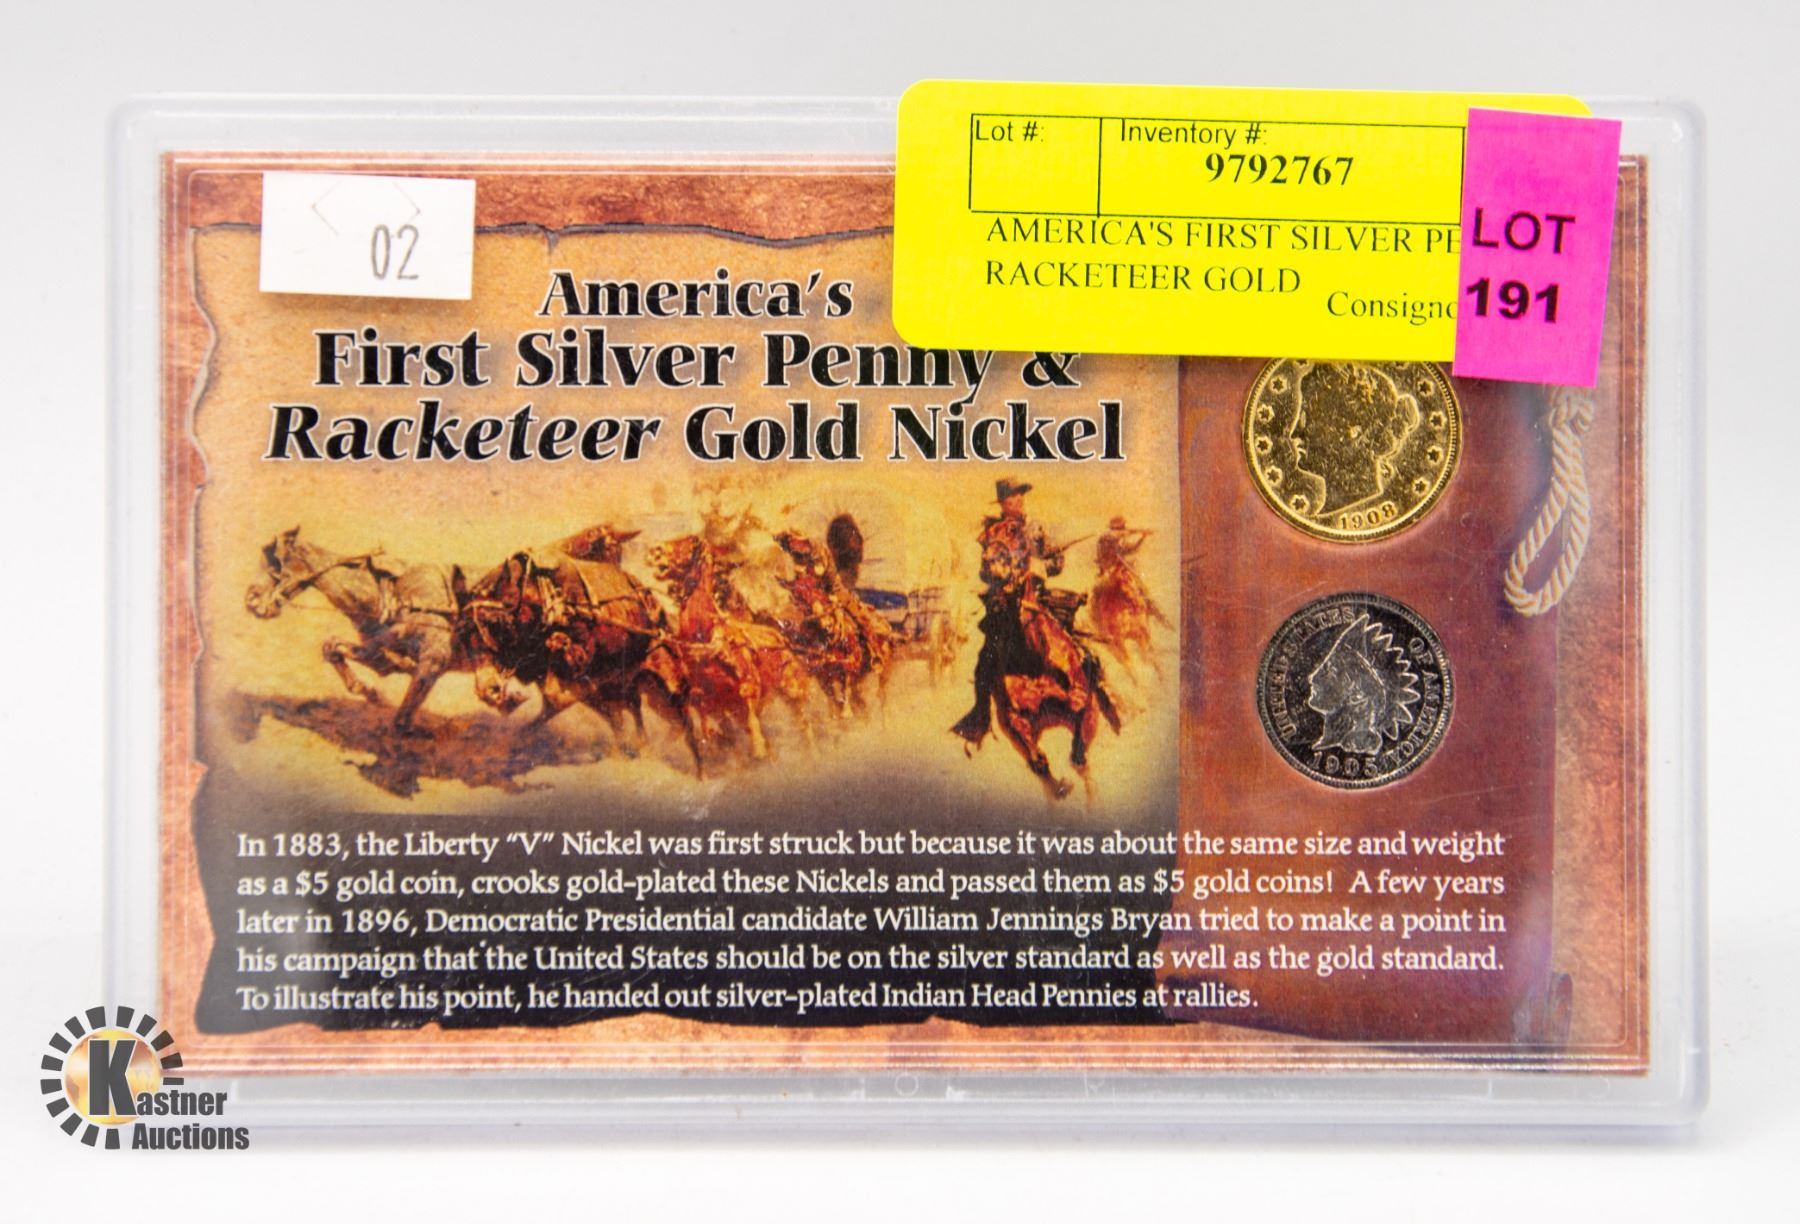 Lot #:
Inventory #:
9792767
AMERICA'S FIRST SILVER PE
RACKETEER GOLD
Consigno
LOT
191
02
America's
First Silver Penny &
Racketeer Gold Nickel
1908
UNITED STATES OF AMERICA
1905
In 1883, the Liberty "V" Nickel was first struck but because it was about the same size and weight
as a $5 gold coin, crooks gold-plated these Nickels and passed them as $5 gold coins! A few years
later in 1896, Democratic Presidential candidate William Jennings Bryan tried to make a point in
his campaign that the United States should be on the silver standard as well as the gold standard.
To illustrate his point, he handed out silver-plated Indian Head Pennies at rallies.
Kastner
Auctions